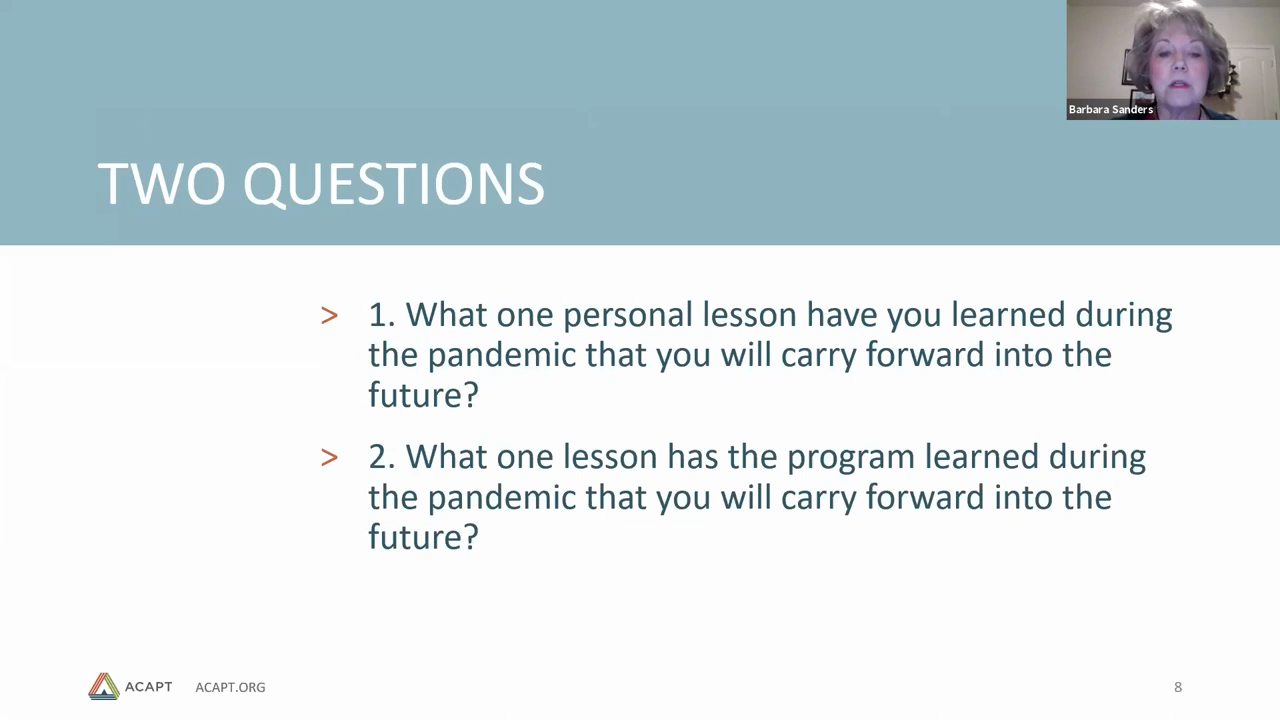 Barbara Sanders
TWO QUESTIONS
> 1. What one personal lesson have you learned during
the pandemic that you will carry forward into the
future?
> 2. What one lesson has the program learned during
the pandemic that you will carry forward into the
future?
ACAPT ACAPT.ORG 8